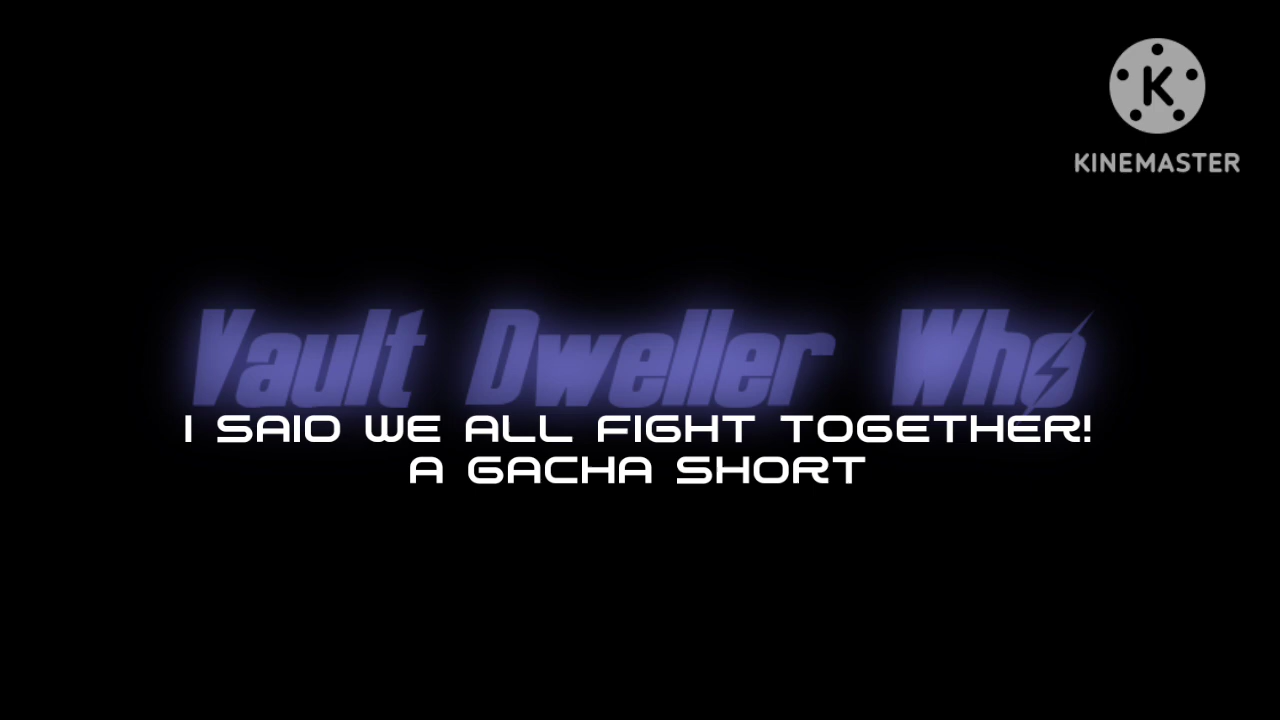 K
KINEMASTER
Vault Dweller Who
I SAID WE ALL FIGHT TOGETHER!
A GACHA SHORT